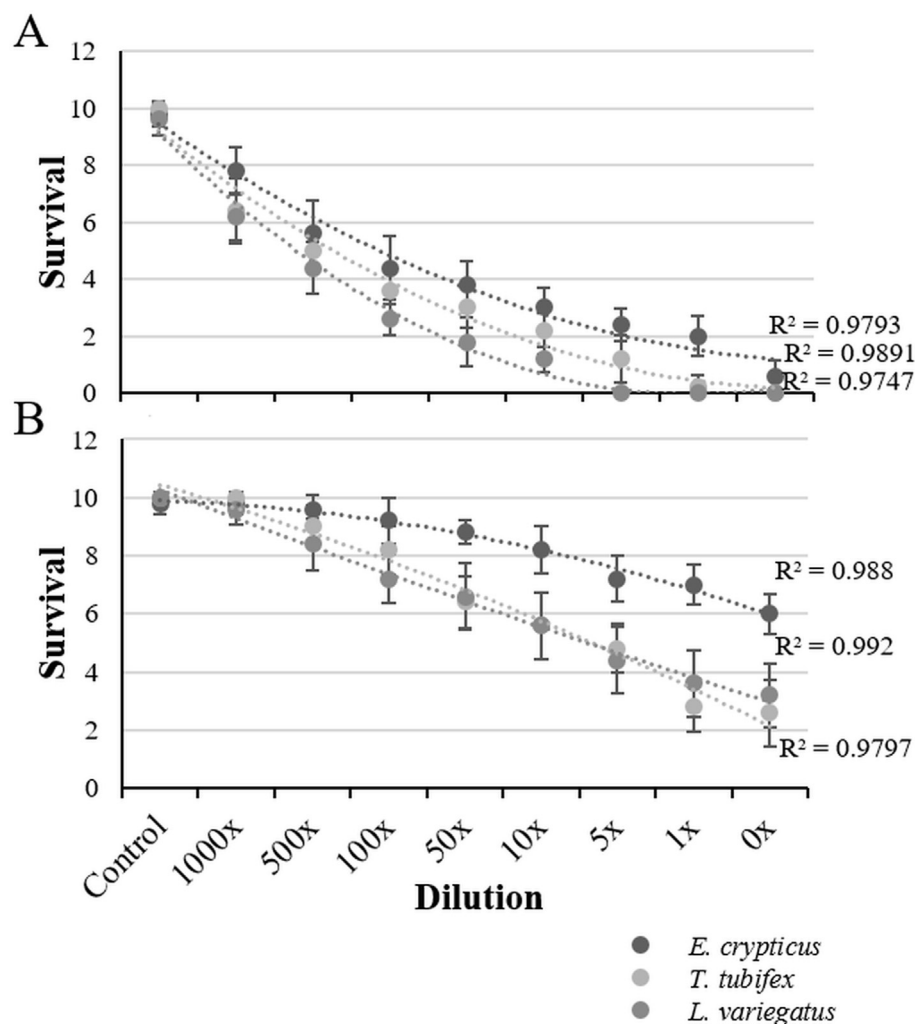 A
12
10
8
6
4
2
0
Survival
R² = 0.9793
R² = 0.9891
R² = 0.9747
B
12
10
8
6
4
2
0
Survival
R² = 0.988
R² = 0.992
R² = 0.9797
Control 1000x 500x 100x 50x 10x 5x 1x 0x
Dilution
E. crypticus
T. tubifex
L. variegatus